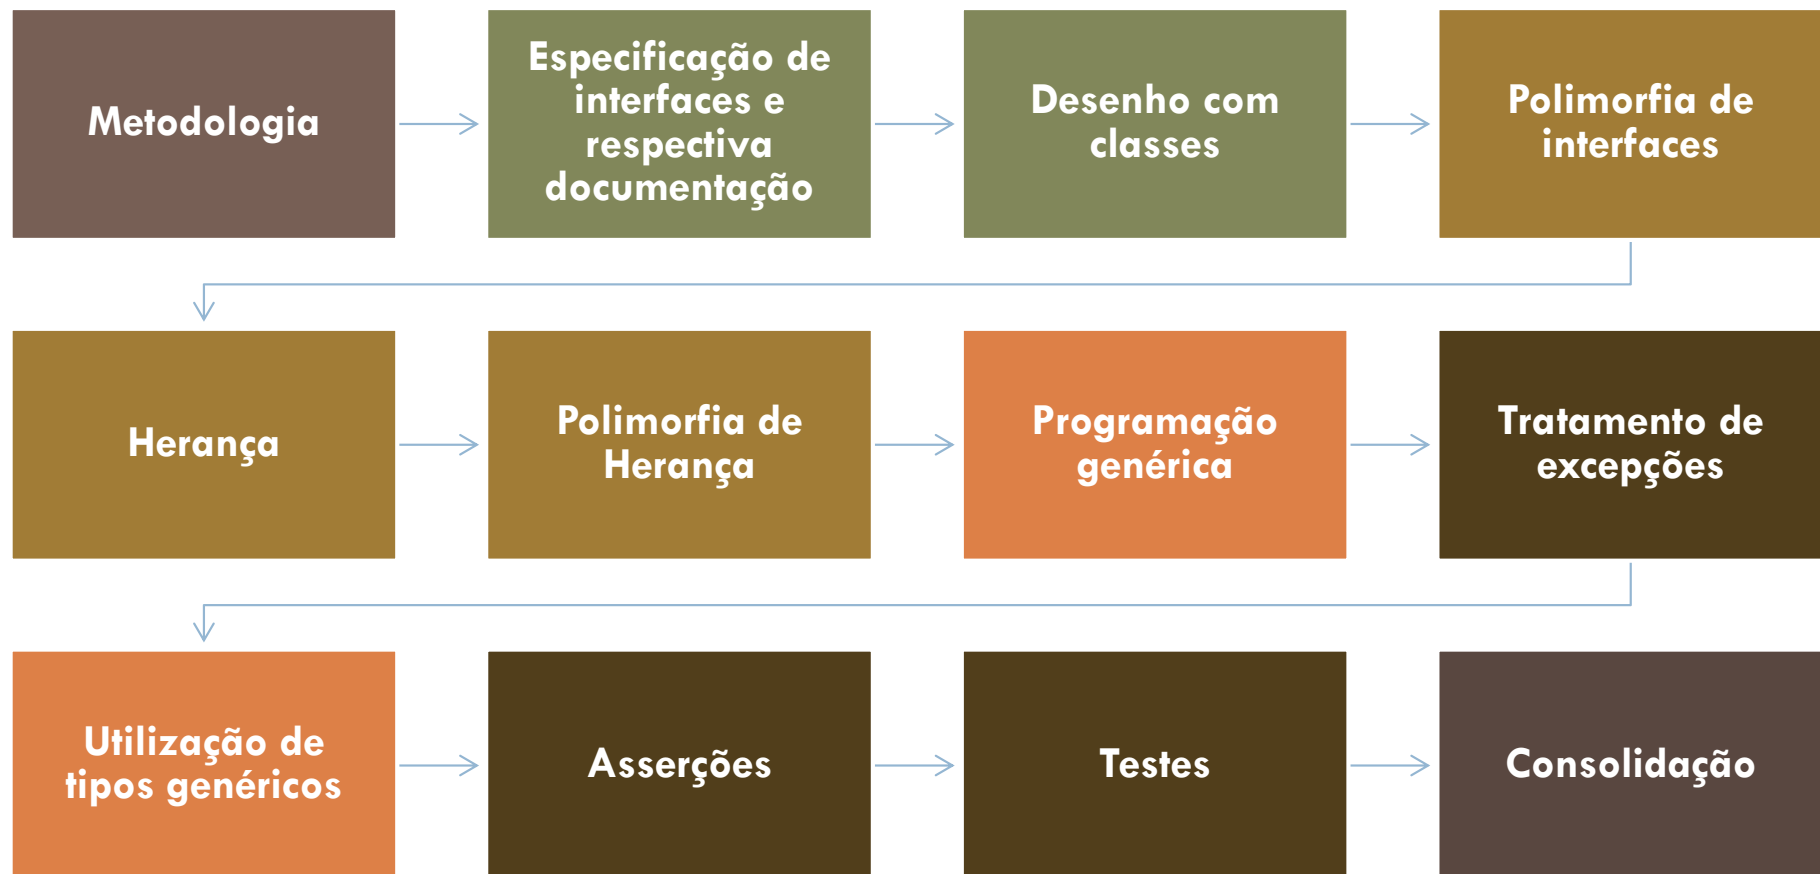 Metodologia
Especificação de
interfaces e
respectiva
documentação
Desenho com
classes
Polimorfia de
interfaces
Herança
Polimorfia de
Herança
Programação
genérica
Tratamento de
excepções
Utilização de
tipos genéricos
Asserções
Testes
Consolidação